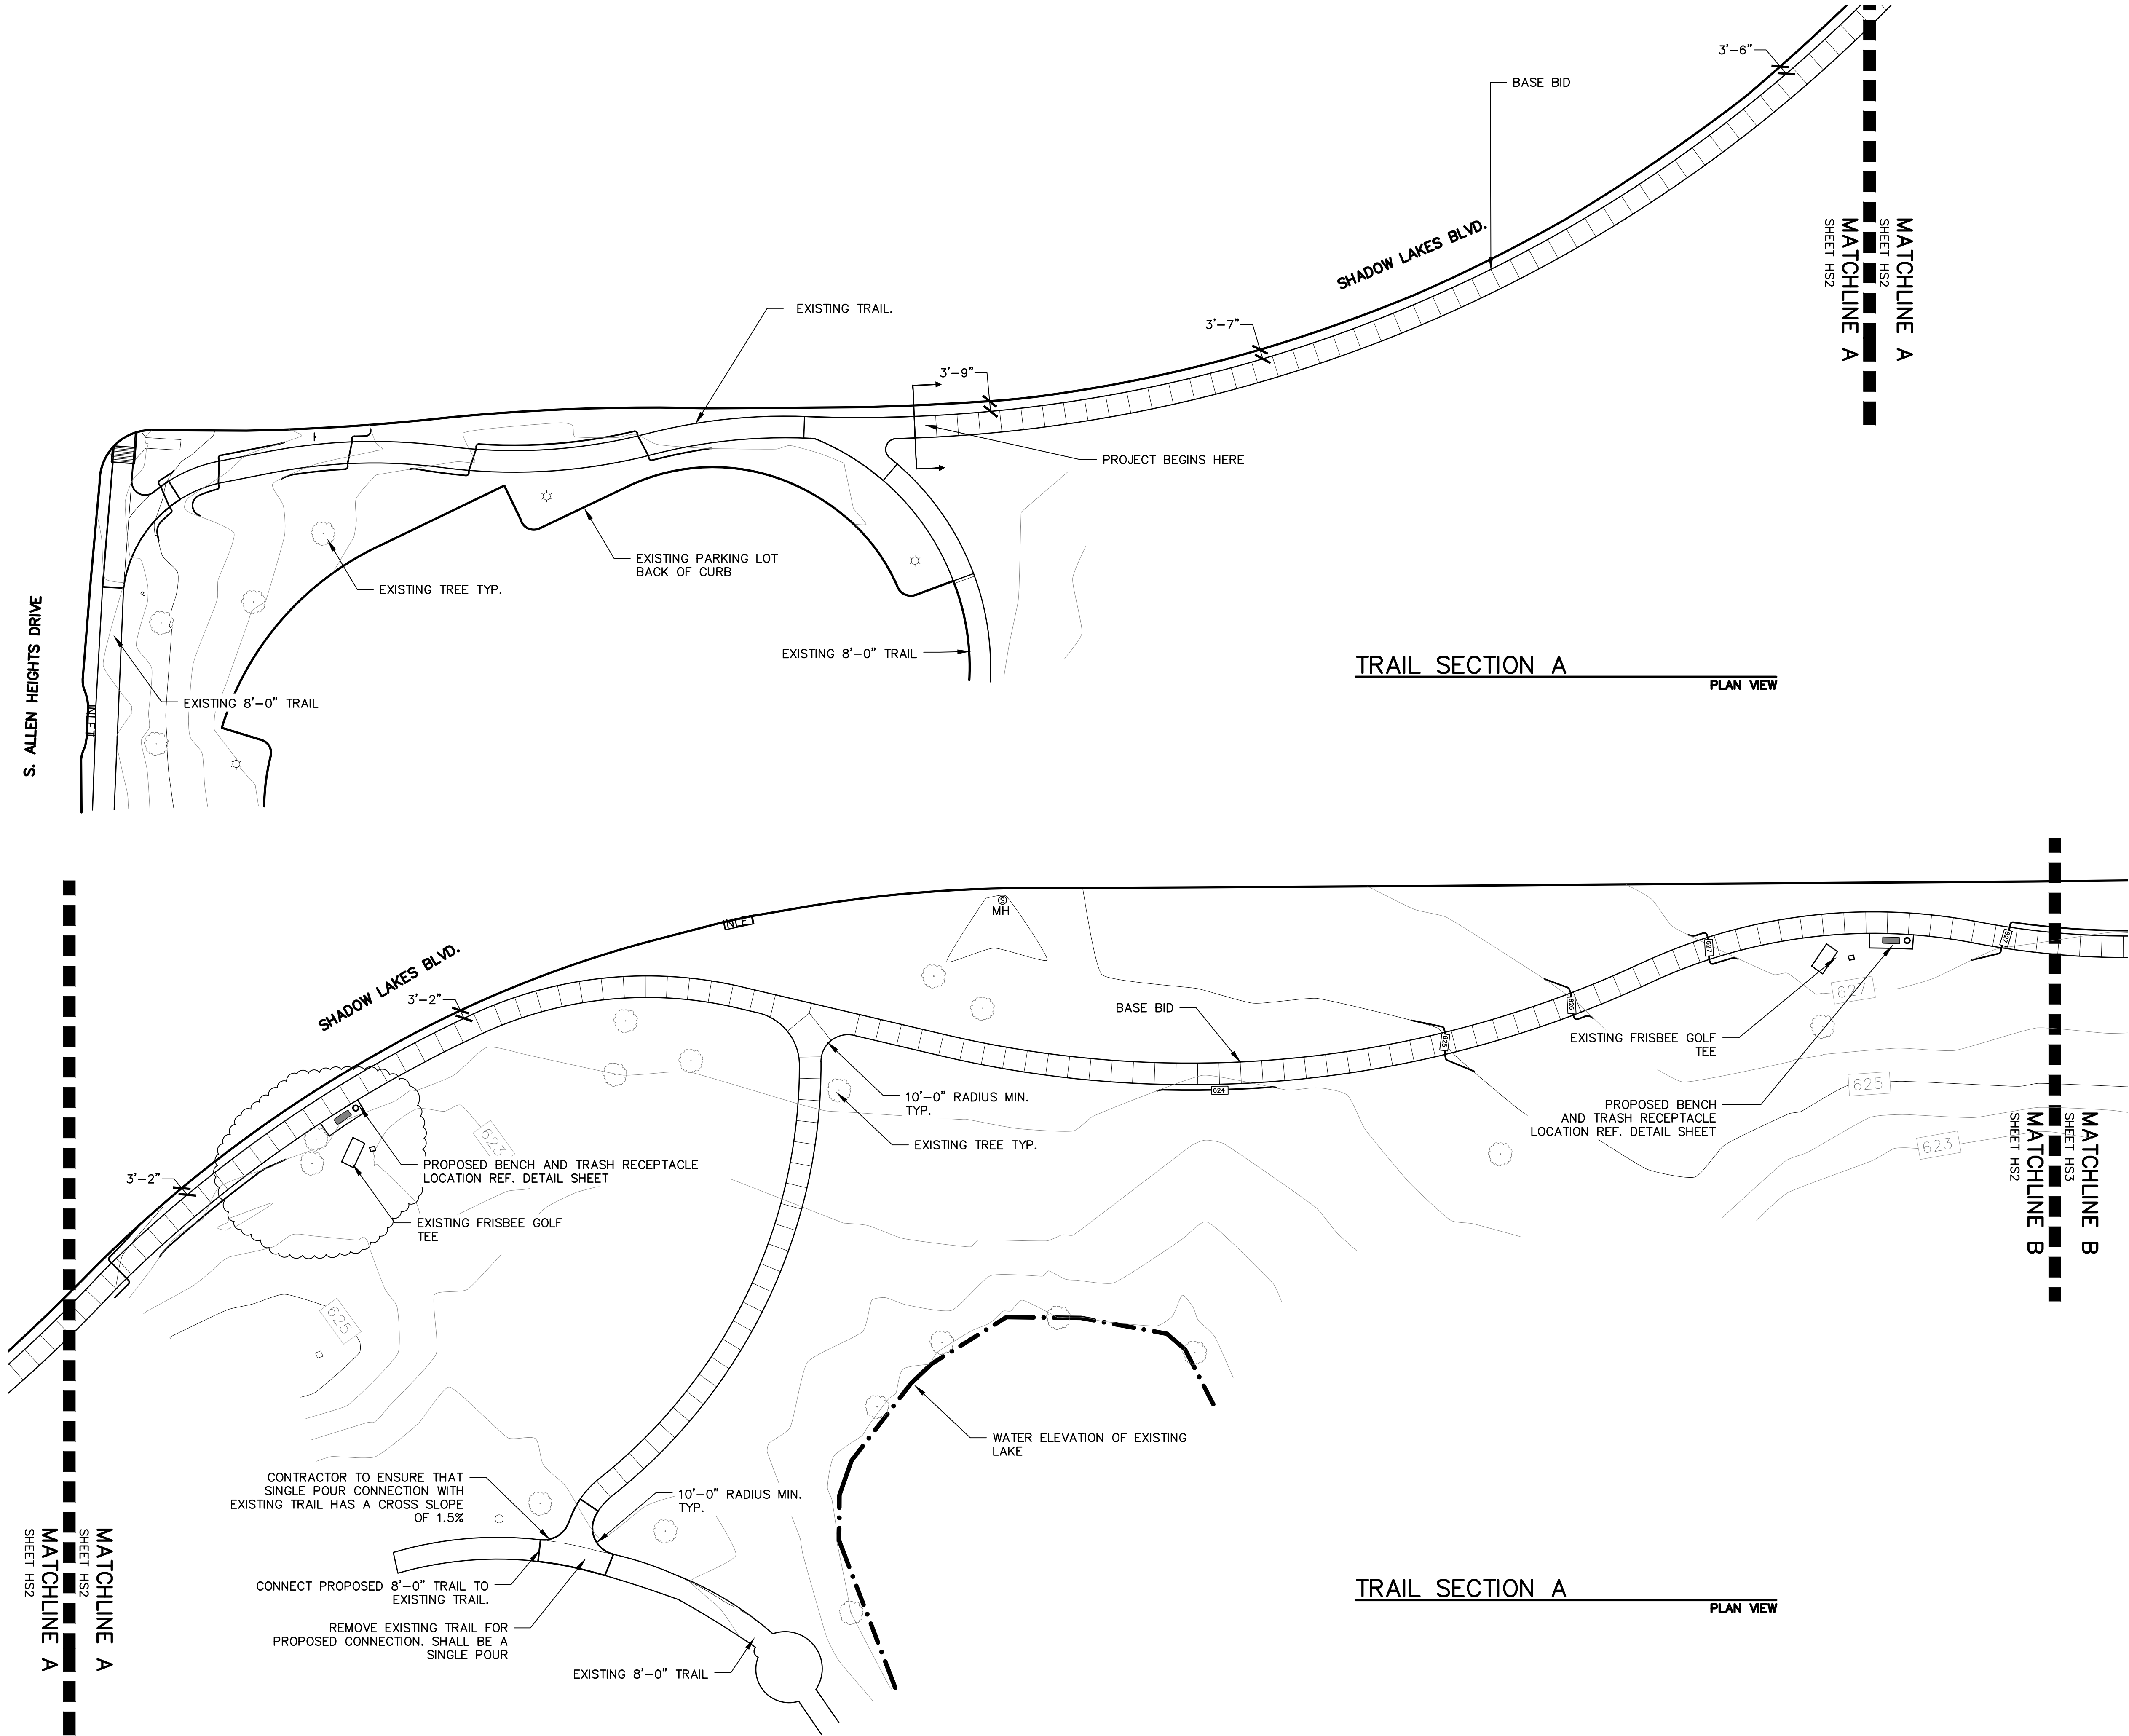 3'-6"
BASE BID
SHADOW LAKES BLVD.
MATCHLINE A
SHEET HS2
MATCHLINE A
SHEET HS2
EXISTING TRAIL.
3'-7"
3'-9"
PROJECT BEGINS HERE
EXISTING PARKING LOT
BACK OF CURB
EXISTING TREE TYP.
S. ALLEN HEIGHTS DRIVE
EXISTING 8'-0" TRAIL
EXISTING 8'-0" TRAIL
INLET
TRAIL SECTION A
PLAN VIEW
SHADOW LAKES BLVD.
INLE
S
MH
3'-2"
3'-2"
BASE BID
627
627
626
625
624
627
625
623
EXISTING FRISBEE GOLF
TEE
PROPOSED BENCH
AND TRASH RECEPTACLE
LOCATION REF. DETAIL SHEET
10'-0" RADIUS MIN.
TYP.
EXISTING TREE TYP.
623
PROPOSED BENCH AND TRASH RECEPTACLE
LOCATION REF. DETAIL SHEET
EXISTING FRISBEE GOLF
TEE
625
MATCHLINE B
SHEET HS2
MATCHLINE B
SHEET HS3
WATER ELEVATION OF EXISTING
LAKE
CONTRACTOR TO ENSURE THAT
SINGLE POUR CONNECTION WITH
EXISTING TRAIL HAS A CROSS SLOPE
OF 1.5%
10'-0" RADIUS MIN.
TYP.
CONNECT PROPOSED 8'-0" TRAIL TO
EXISTING TRAIL.
REMOVE EXISTING TRAIL FOR
PROPOSED CONNECTION. SHALL BE A
SINGLE POUR
EXISTING 8'-0" TRAIL
MATCHLINE A
SHEET HS2
MATCHLINE A
SHEET HS2
TRAIL SECTION A
PLAN VIEW